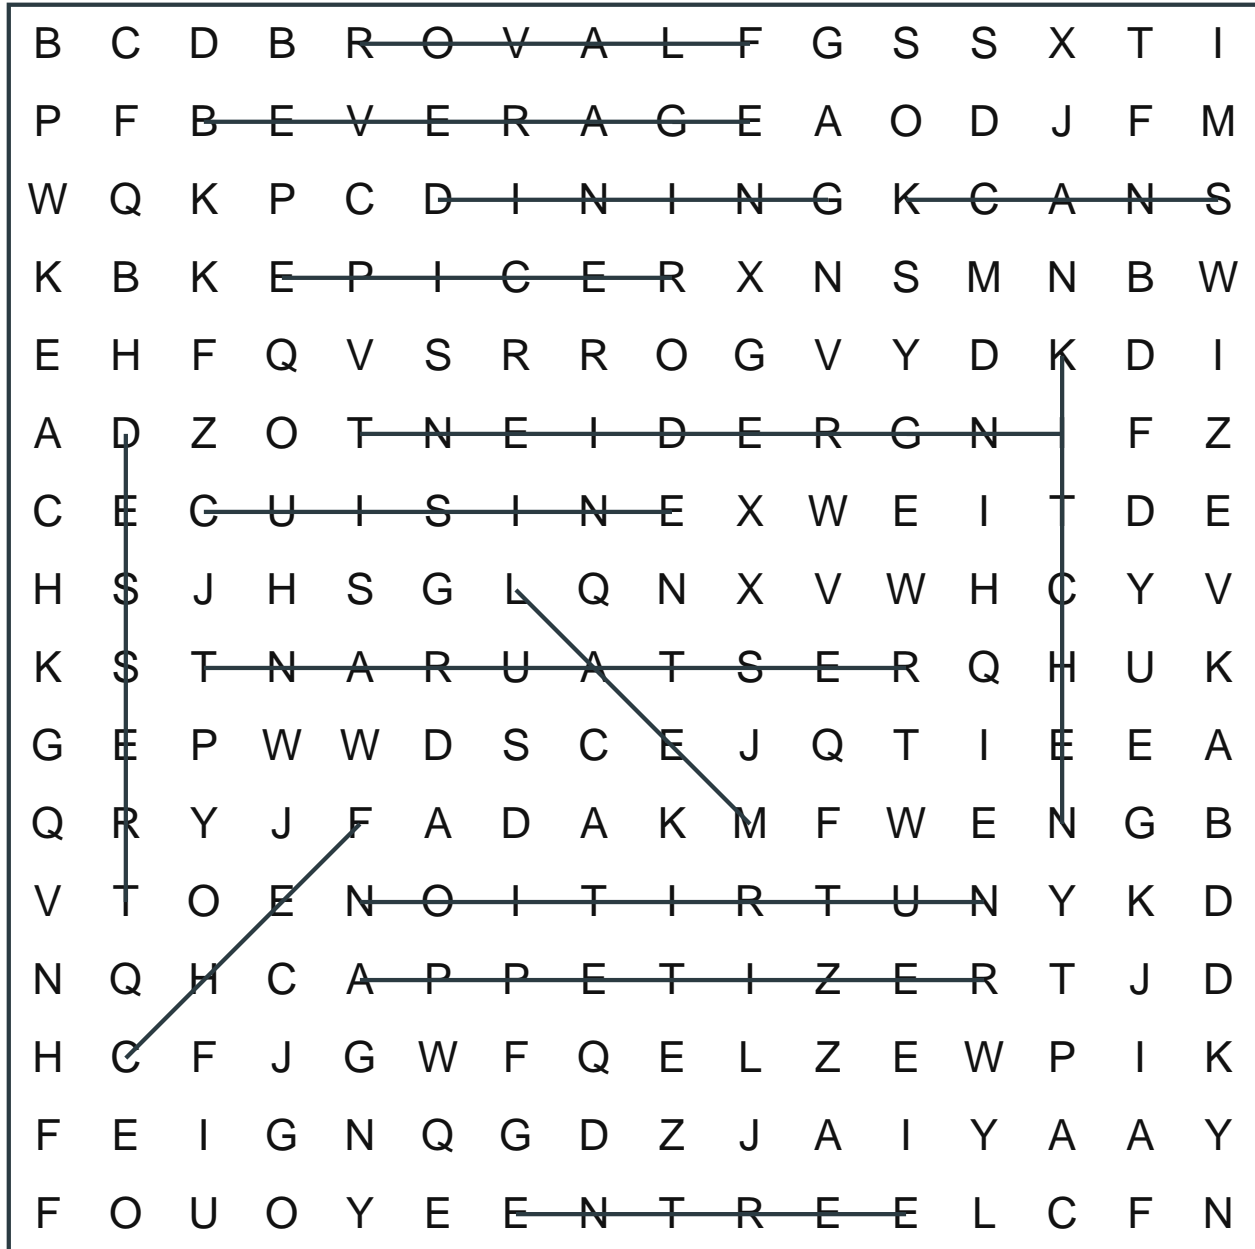 B C D B R O V A L F G S S X T I
P F B E V E R A G E A O D J F M
W Q K P C D I N I N G K C A N S
K B K E P I C E R X N S M N B W
E H F Q V S R R O G V Y D K D I
A D Z O T N E I D E R G N I F Z
C E C U I S I N E X W E I T D E
H S J H S G L Q N X V W H C Y V
K S T N A R U A T S E R Q H U K
G E P W W D S C E J Q T I E E A
Q R Y J F A D A K M F W E N G B
V T O E N O I T I R T U N Y K D
N Q H C A P P E T I Z E R T J D
H C F J G W F Q E L Z E W P I K
F E I G N Q G D Z J A I Y A A Y
F O U O Y E E N T R E E L C F N